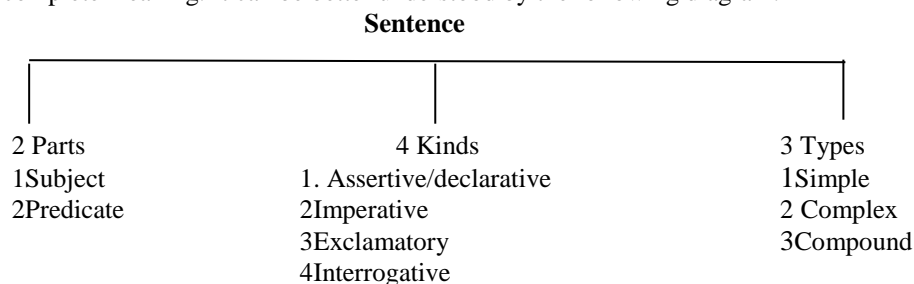 Sentence
2 Parts
4 Kinds
3 Types
1Subject
1. Assertive/declarative
1Simple
2Predicate
2Imperative
2 Complex
3Exclamatory
3Compound
4Interrogative